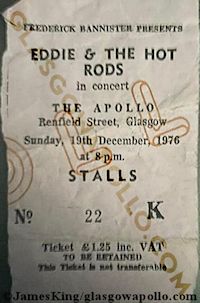 FREDERICK BANNISTER PRESENTS
EDDIE & THE HOT
RODS
in concert
THE APOLLO
Renfield Street, Glasgow
Sunday, 19th December, 1976
at 8 p.m.
STALLS
No 22 K
Ticket £1.25 inc. VAT
TO BE RETAINED
This Ticket is not transferable
GLASGOWAPOLLO.COM
©JamesKing/glasgowapollo.com